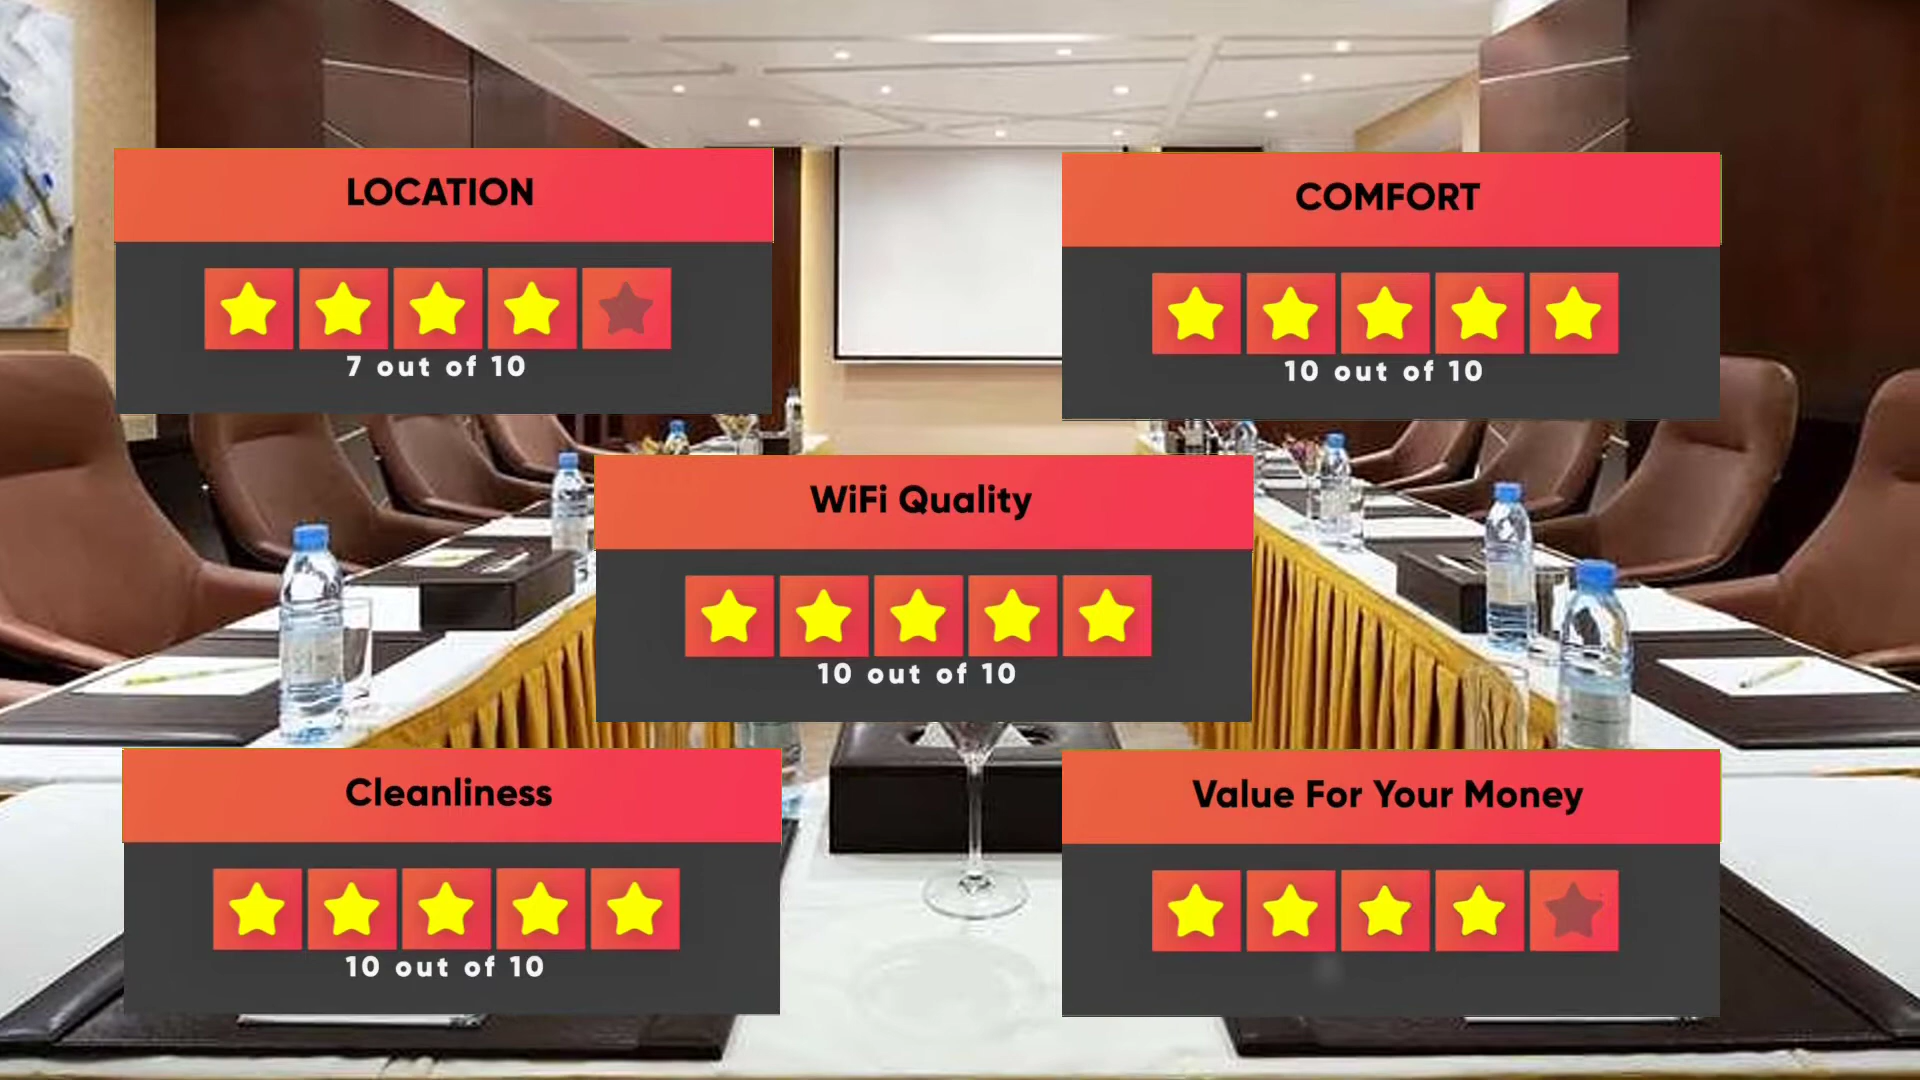 LOCATION
7 out of 10
COMFORT
10 out of 10
WiFi Quality
10 out of 10
Cleanliness
10 out of 10
Value For Your Money